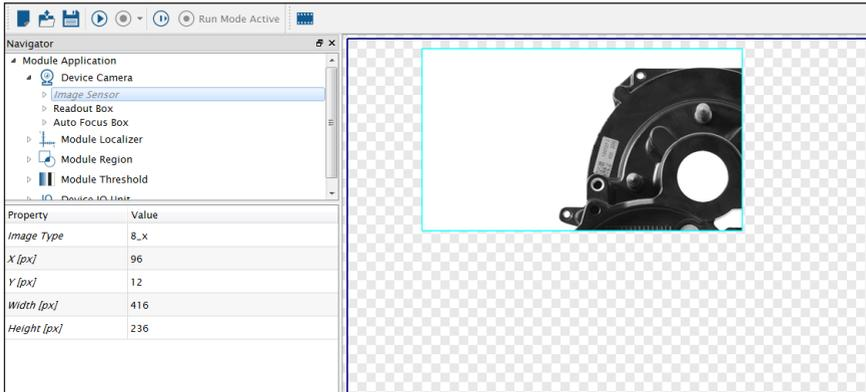 Run Mode Active
Navigator
Module Application
Device Camera
Image Sensor
Readout Box
Auto Focus Box
Module Localizer
Module Region
Module Threshold
Device IO Unit
Property Value
Image Type 8_x
X [px] 96
Y [px] 12
Width [px] 416
Height [px] 236